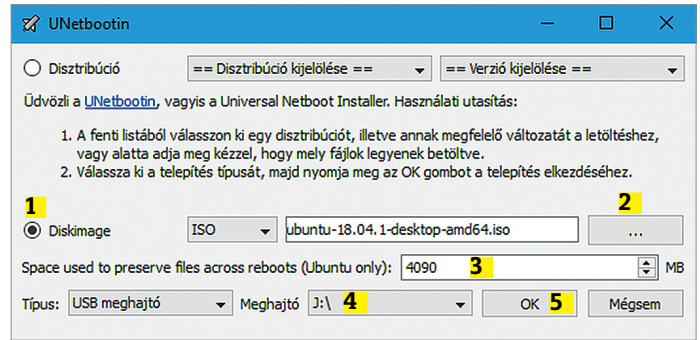 UNetbootin
Disztribúció == Disztribúció kijelölése == == Verzió kijelölése ==
Üdvözli a UNetbootin, vagyis a Universal Netboot Installer. Használati utasítás:
1. A fenti listából válasszon ki egy disztribúciót, illetve annak megfelelő változatát a letöltéshez,
vagy alatta adja meg kézzel, hogy mely fájlok legyenek betöltve.
2. Válassza ki a telepítés típusát, majd nyomja meg az OK gombot a telepítés elkezdéséhez.
1 2
Diskimage ISO ubuntu-18.04.1-desktop-amd64.iso ...
Space used to preserve files across reboots (Ubuntu only): 4090 3 MB
Típus: USB meghajtó Meghajtó J:\ 4 OK 5 Mégsem